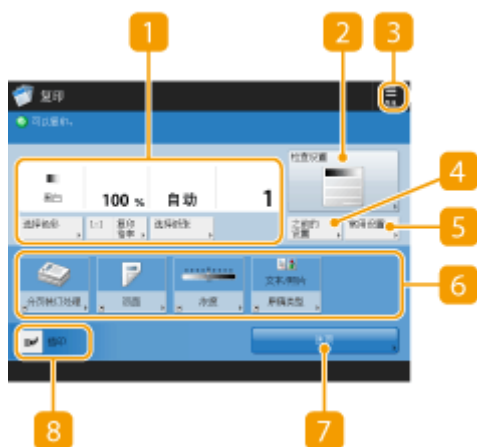 1
2
3
复印
可以复印。
检查设置
黑白
100 %
自动
1
选择颜色
1:1 复印
倍率
选择纸张
之前的
设置
常用设置
4
5
文本/相片
分页装订处理
双面
浓度
原稿类型
6
插印
8
7